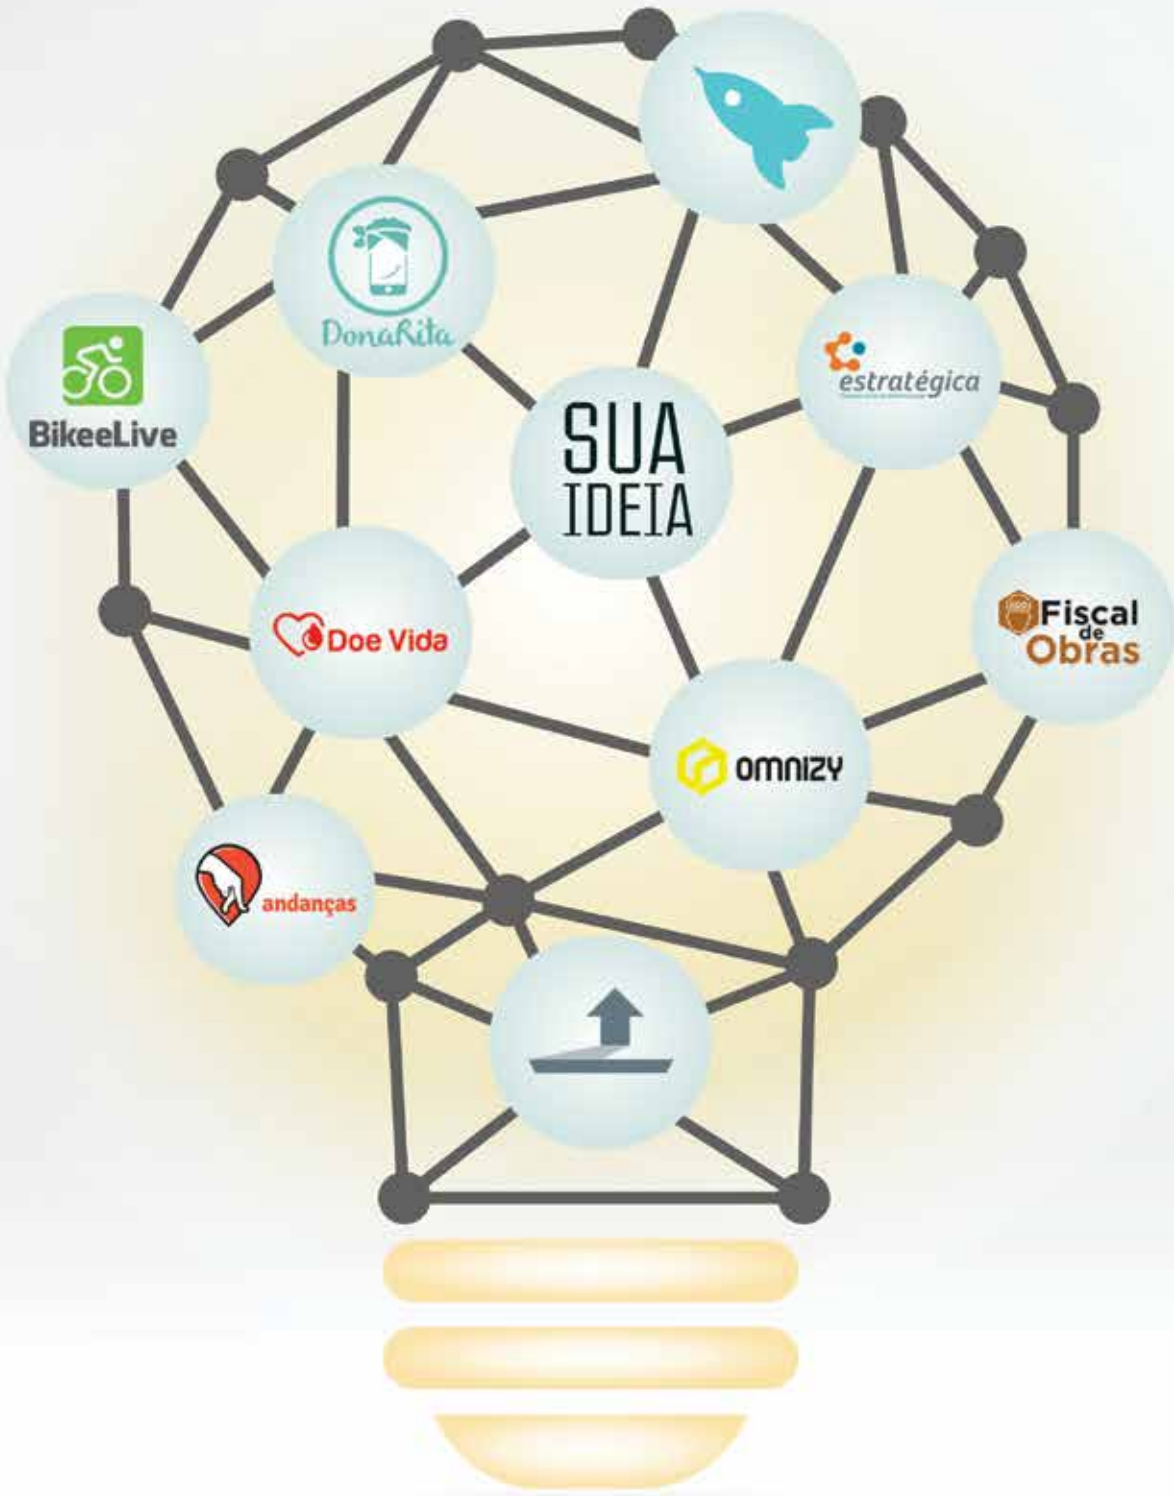 DonaRita
estratégica
BikeeLive
SUA
IDEIA
Doe Vida
Fiscal
de
Obras
OMNIZY
andanças